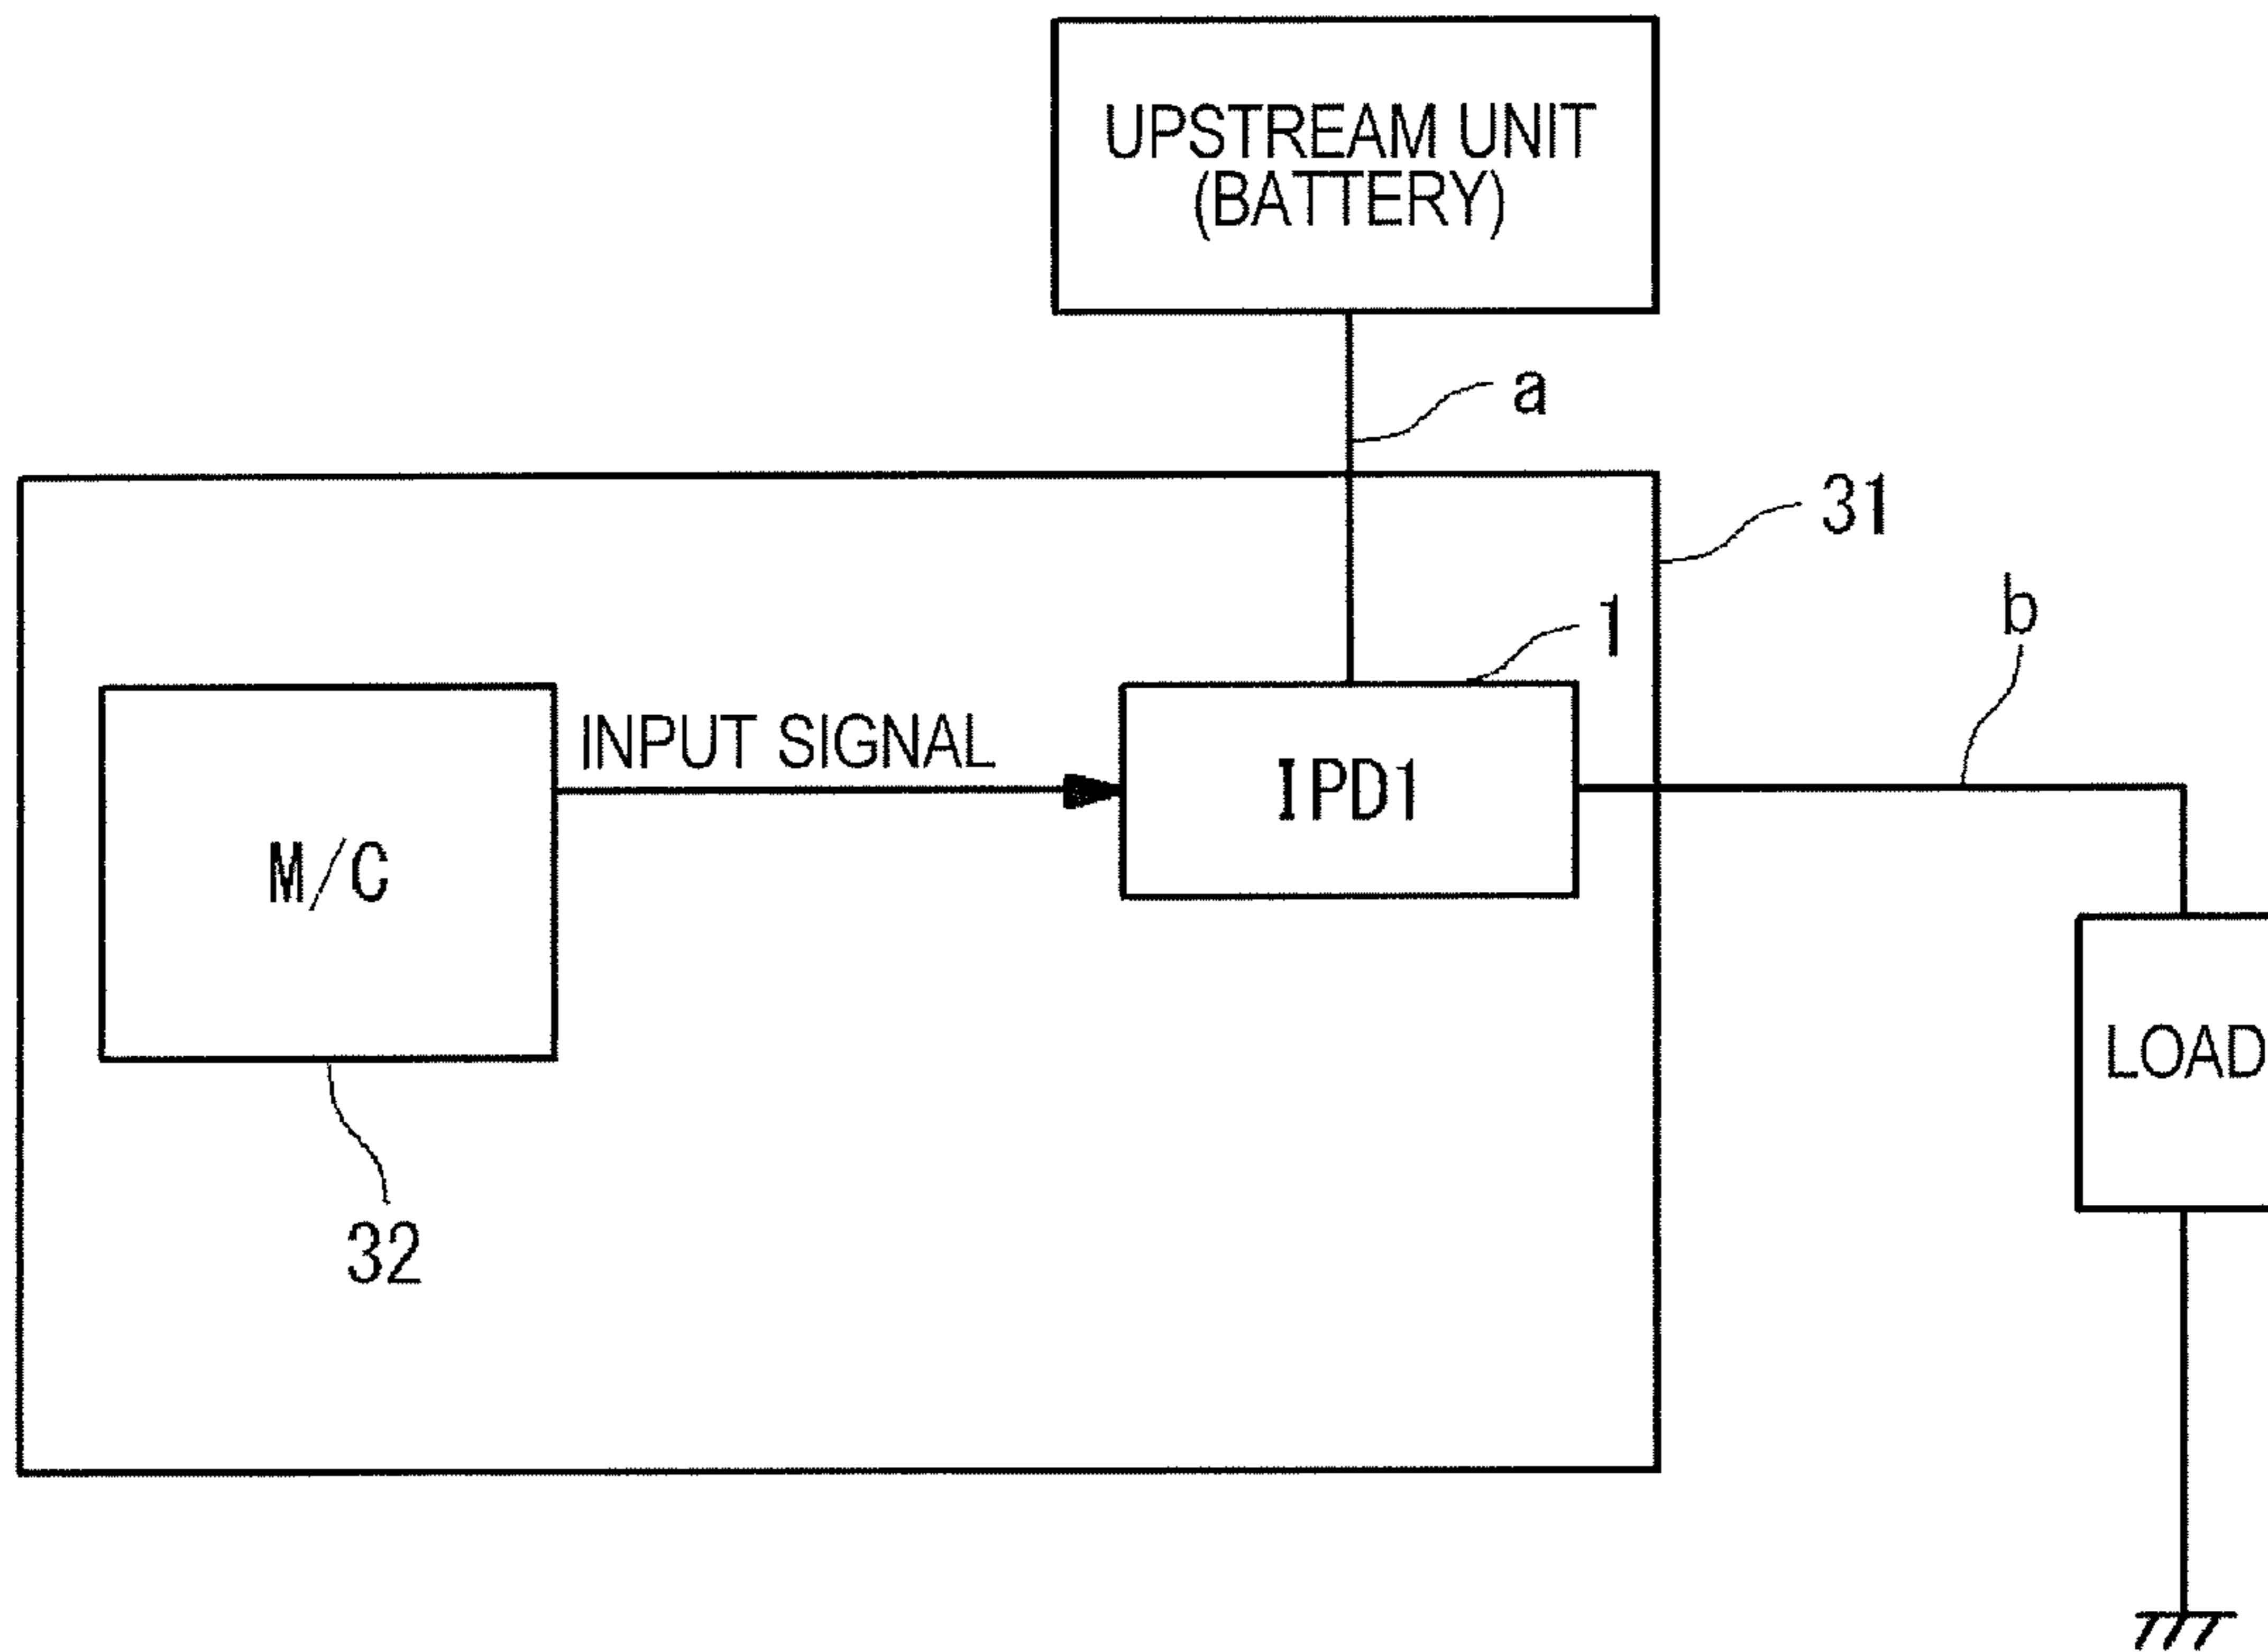 UPSTREAM UNIT
(BATTERY)
a
31
b
1
INPUT SIGNAL
IPD1
M/C
LOAD
32